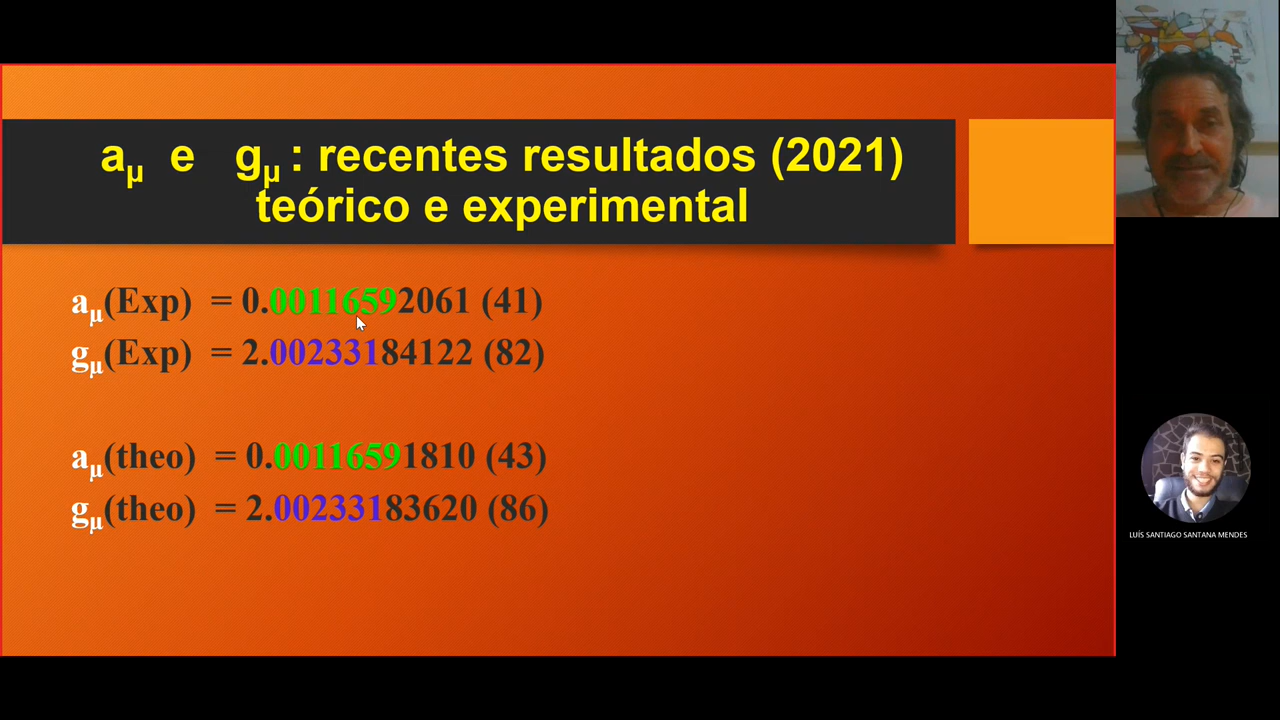 aμ e gμ : recentes resultados (2021)
teórico e experimental
aμ(Exp) = 0.00116592061 (41)
gμ(Exp) = 2.00233184122 (82)
aμ(theo) = 0.00116591810 (43)
gμ(theo) = 2.00233183620 (86)
LUÍS SANTIAGO SANTANA MENDES